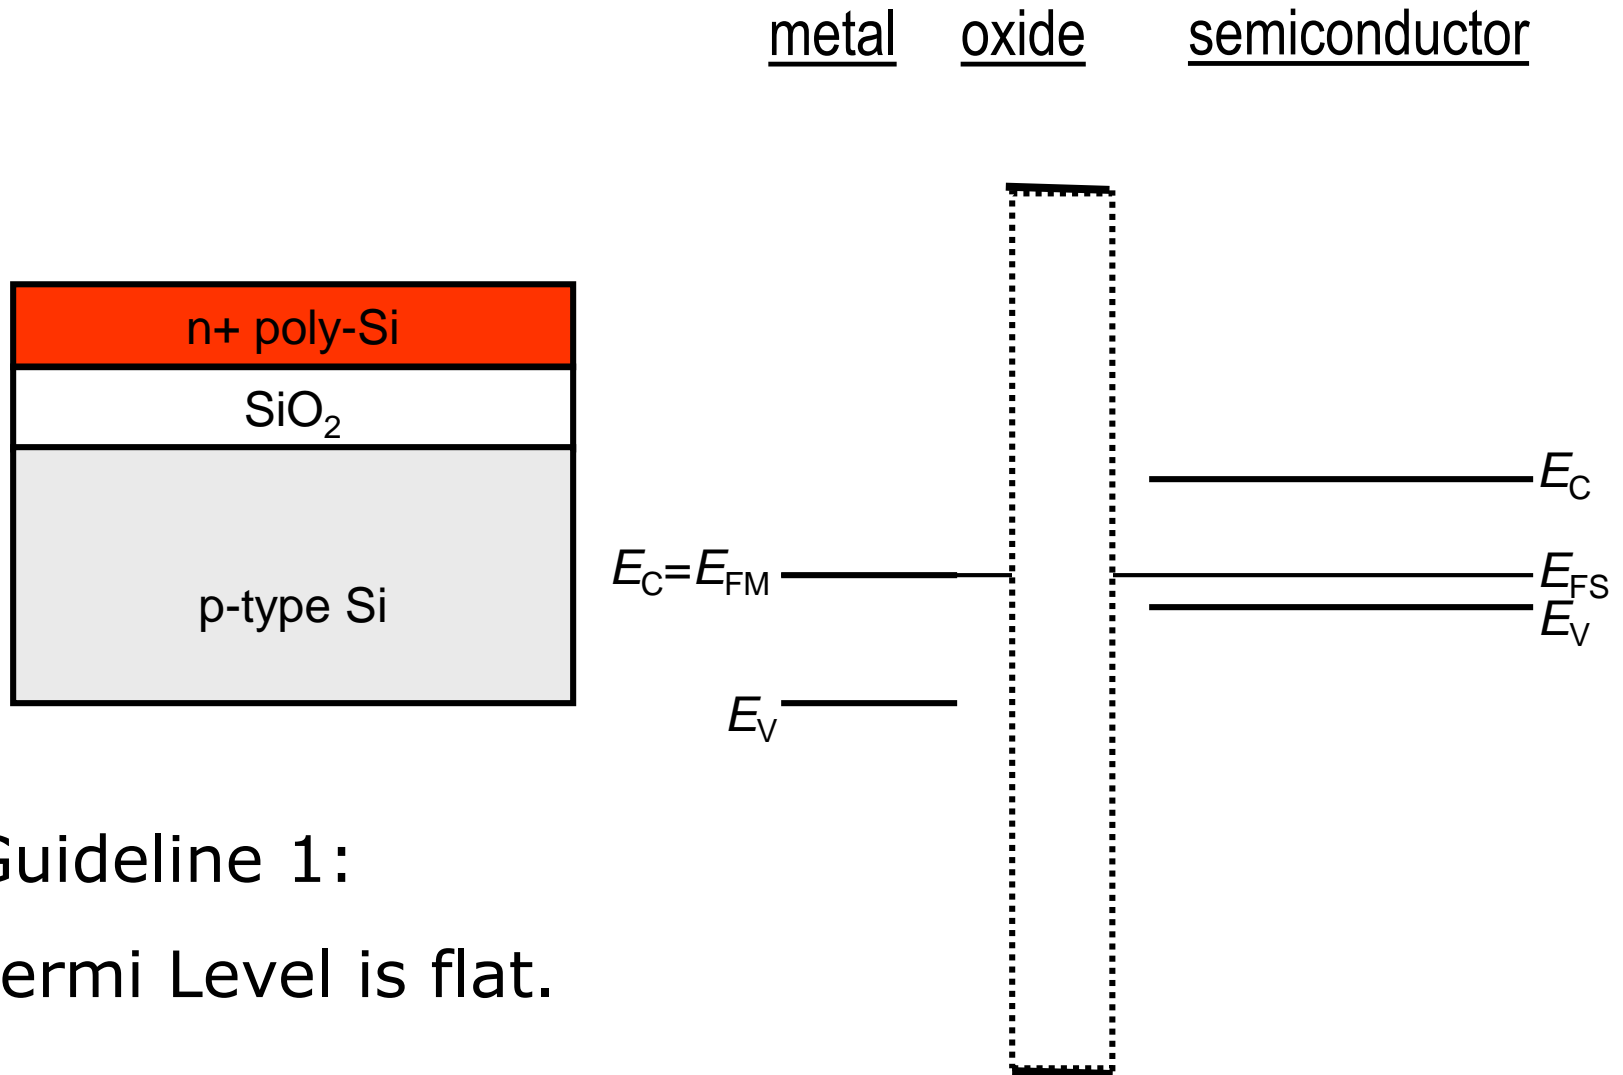 metal oxide semiconductor
n+ poly-Si
SiO2
p-type Si
EC=EFM
EV
EC
EFS
EV
Guideline 1:
ermi Level is flat.